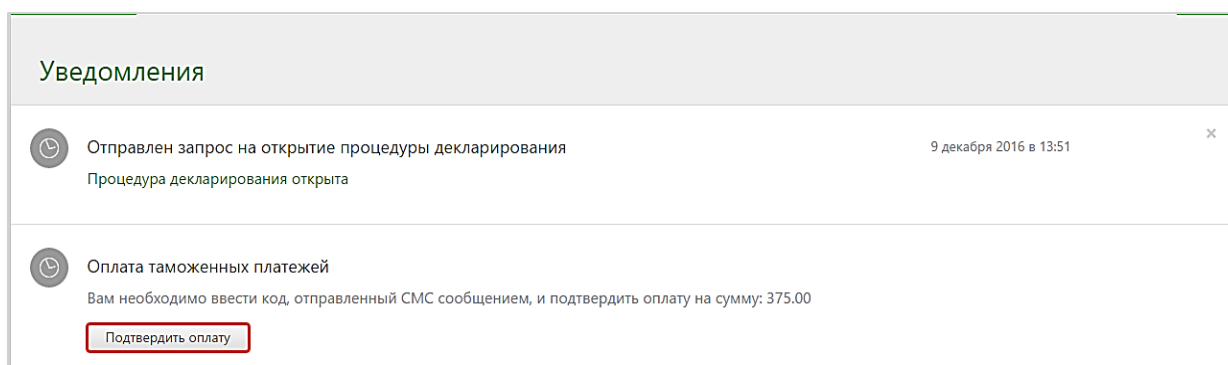 Уведомления
Отправлен запрос на открытие процедуры декларирования
9 декабря 2016 в 13:51
Процедура декларирования открыта
Оплата таможенных платежей
Вам необходимо ввести код, отправленный СМС сообщением, и подтвердить оплату на сумму: 375.00
Подтвердить оплату